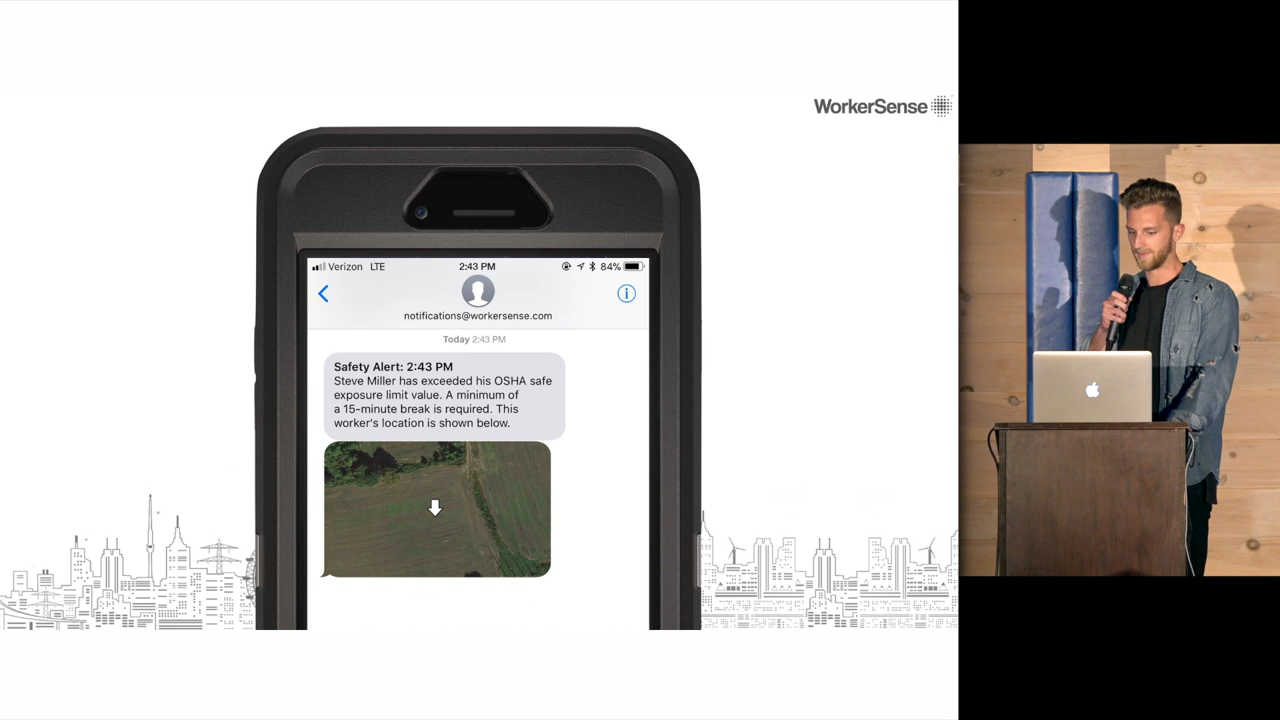 WorkerSense
Verizon LTE 2:43 PM 84%
notifications@workersense.com
Today 2:43 PM
Safety Alert: 2:43 PM
Steve Miller has exceeded his OSHA safe
exposure limit value. A minimum of
a 15-minute break is required. This
worker's location is shown below.